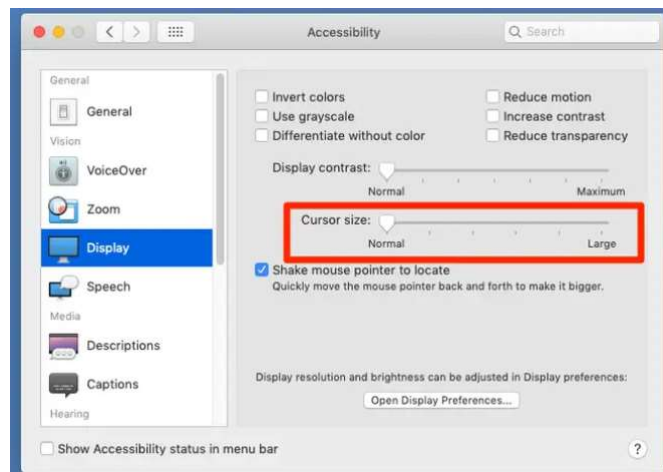 Accessibility
Search
General
General
Vision
VoiceOver
Zoom
Display
Speech
Media
Descriptions
Captions
Hearing
Invert colors
Reduce motion
Use grayscale
Increase contrast
Differentiate without color
Reduce transparency
Display contrast:
Normal Maximum
Cursor size:
Normal Large
Shake mouse pointer to locate
Quickly move the mouse pointer back and forth to make it bigger.
Display resolution and brightness can be adjusted in Display preferences:
Open Display Preferences...
Show Accessibility status in menu bar
?